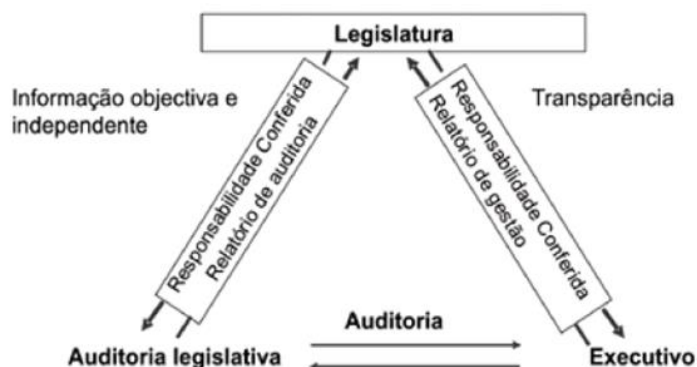 Legislatura
Informação objectiva e
independente
Transparência
Responsabilidade Conferida
Relatório de auditoria
Responsabilidade Conferida
Relatório de gestão
Auditoria
Auditoria legislativa
Executivo